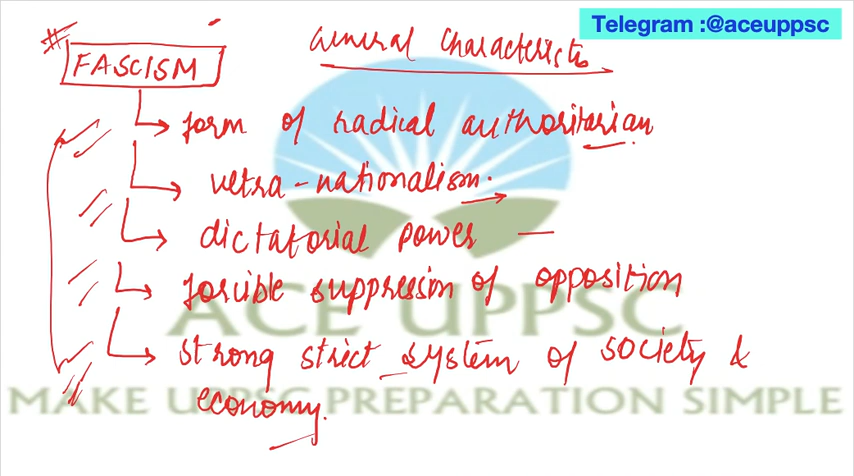 Telegram :@aceuppsc
General Characteristics
# FASCISM
form of radical authoritarian
ultra-nationalism.
dictatorial power —
forcible suppression of opposition
ACE UPPSC
strong strict system of society &
MAKE UPPSC PREPARATION SIMPLE
economy.